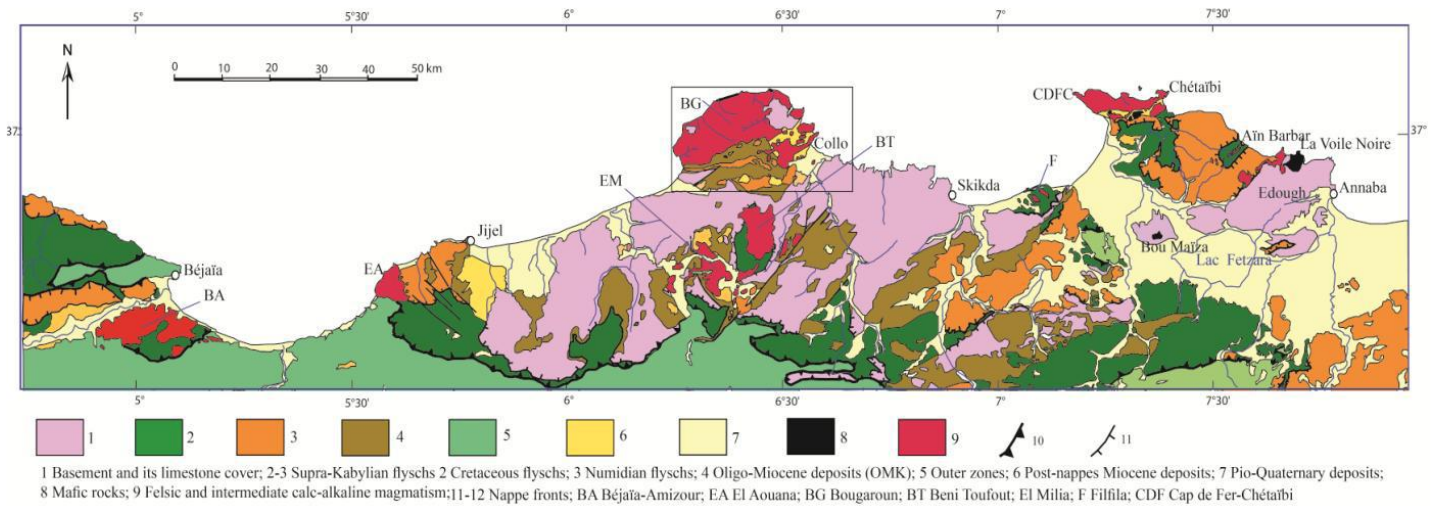 5° 5°30' 6° 6°30' 7° 7°30'
N
0 10 20 30 40 50 km
37° 37°
BG
CDFC Chétaïbi
Collo
BT
Aïn Barbar
La Voile Noire
EM
F
Skikda
Edough Annaba
Jijel
Bou Maïza
Béjaïa
EA
Lac Fetzara
BA
5° 5°30' 6° 6°30' 7° 7°30'
1 2 3 4 5 6 7 8 9 10 11
1 Basement and its limestone cover; 2-3 Supra-Kabylian flyschs 2 Cretaceous flyschs; 3 Numidian flyschs; 4 Oligo-Miocene deposits (OMK); 5 Outer zones; 6 Post-nappes Miocene deposits; 7 Pio-Quaternary deposits;
8 Mafic rocks; 9 Felsic and intermediate calc-alkaline magmatism;11-12 Nappe fronts; BA Béjaïa-Amizour; EA El Aouana; BG Bougaroun; BT Beni Toufout; El Milia; F Filfila; CDF Cap de Fer-Chétaïbi